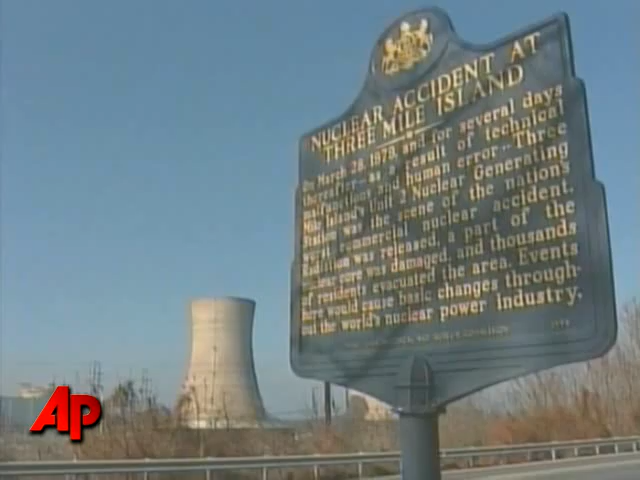 NUCLEAR ACCIDENT AT
THREE MILE ISLAND
On March 28, 1979, and for several days
thereafter—as a result of technical
malfunctions and human error—Three
Mile Island's Unit 2 Nuclear Generating
Station was the scene of the nation's
worst commercial nuclear accident.
Radiation was released, a part of the
nuclear core was damaged, and thousands
of residents evacuated the area. Events
here would cause basic changes through-
out the world's nuclear power industry.
AP